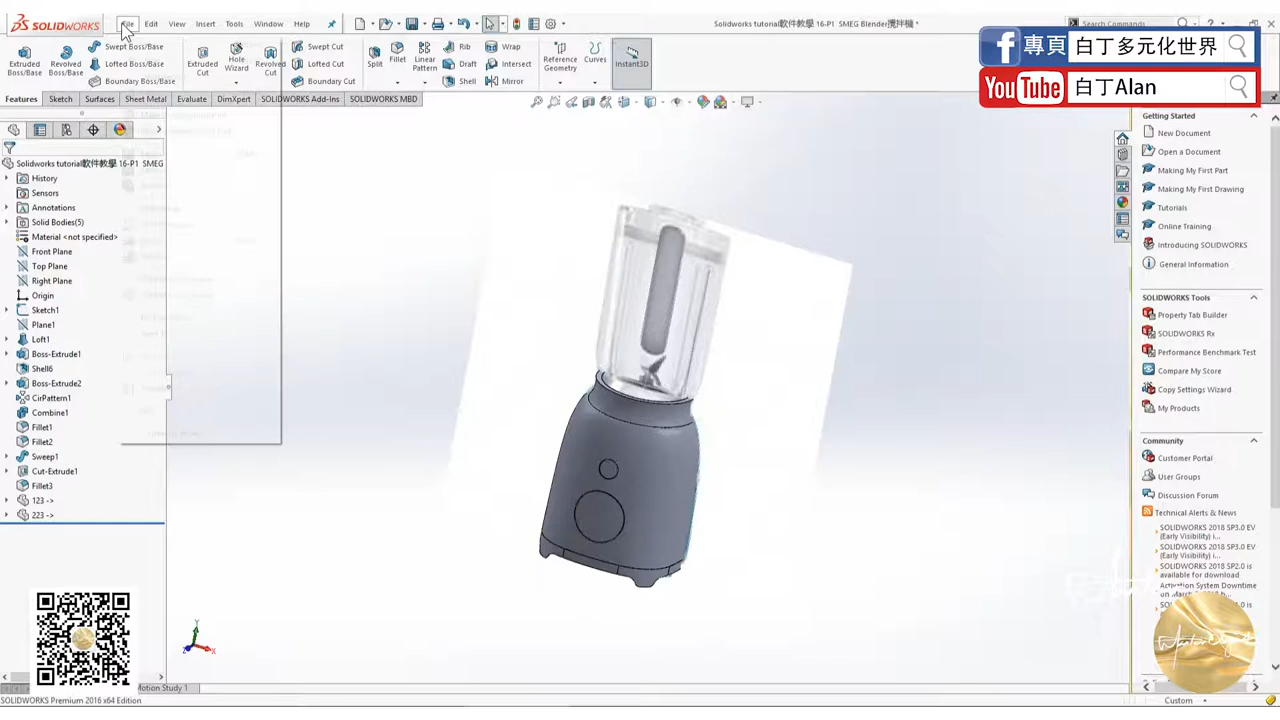 SOLIDWORKS
File Edit View Insert Tools Window Help
Solidworks tutorial軟件教學 16-P1 SMEG Blender攪拌機 *
Search Commands
專頁 白丁多元化世界
YouTube 白丁Alan
Extruded Boss/Base
Revolved Boss/Base
Swept Boss/Base
Lofted Boss/Base
Boundary Boss/Base
Extruded Cut
Hole Wizard
Revolved Cut
Swept Cut
Lofted Cut
Boundary Cut
Split
Fillet
Linear Pattern
Rib
Draft
Shell
Wrap
Intersect
Mirror
Reference Geometry
Curves
Instant3D
Features Sketch Surfaces Sheet Metal Evaluate DimXpert SOLIDWORKS Add-Ins SOLIDWORKS MBD
Solidworks tutorial軟件教學 16-P1 SMEG
History
Sensors
Annotations
Solid Bodies(5)
Material <not specified>
Front Plane
Top Plane
Right Plane
Origin
Sketch1
Plane1
Loft1
Boss-Extrude1
Shell6
Boss-Extrude2
CirPattern1
Combine1
Fillet1
Fillet2
Sweep1
Cut-Extrude1
Fillet3
123 ->
223 ->
Getting Started
New Document
Open a Document
Making My First Part
Making My First Drawing
Tutorials
Online Training
Introducing SOLIDWORKS
General Information
SOLIDWORKS Tools
Property Tab Builder
SOLIDWORKS Rx
Performance Benchmark Test
Compare My Score
Copy Settings Wizard
My Products
Community
Customer Portal
User Groups
Discussion Forum
Technical Alerts & News
SOLIDWORKS 2018 SP3.0 EV
(Early Visibility) i...
SOLIDWORKS 2018 SP3.0 EV
(Early Visibility) i...
SOLIDWORKS 2018 SP2.0 is
available for download
Activation System Downtime
Y
X
Z
Motion Study 1
SOLIDWORKS Premium 2016 x64 Edition
Custom